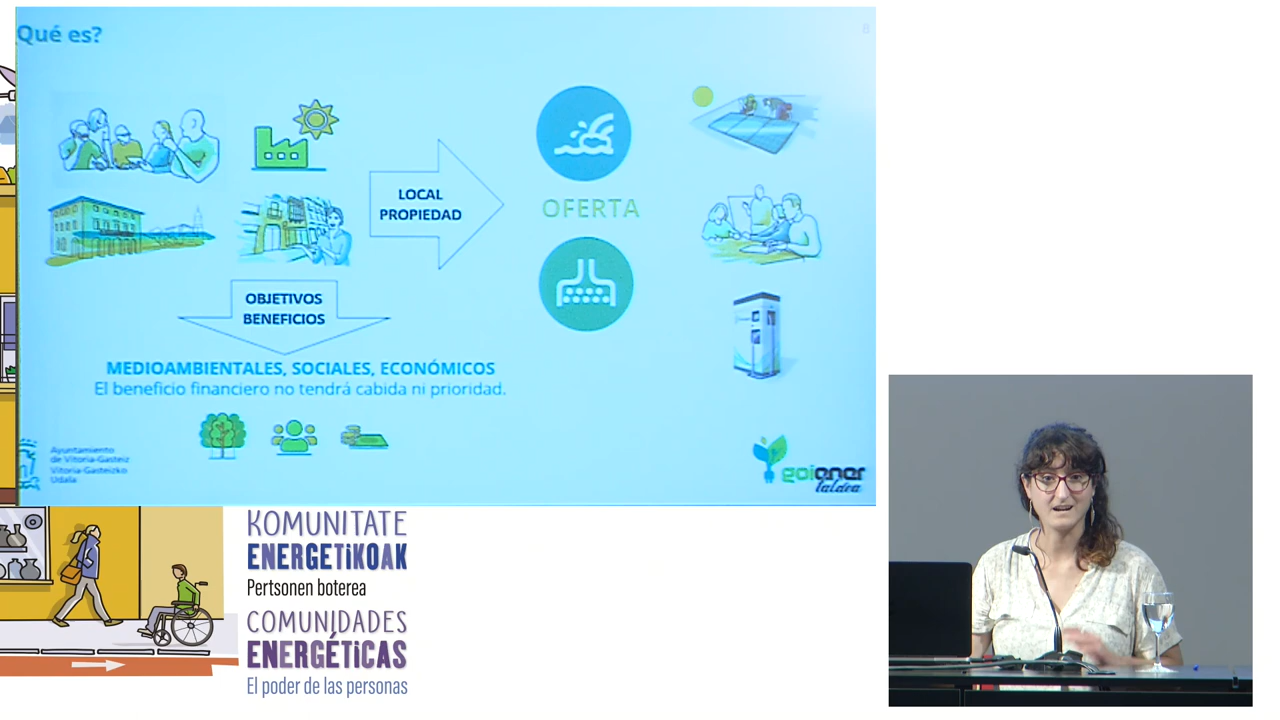 Qué es?
8
LOCAL
PROPIEDAD
OFERTA
OBJETIVOS
BENEFICIOS
MEDIOAMBIENTALES, SOCIALES, ECONÓMICOS
El beneficio financiero no tendrá cabida ni prioridad.
Ayuntamiento
de Vitoria-Gasteiz
Vitoria-Gasteizko
Udala
goiener
taldea
KOMUNITATE
ENERGETIKOAK
Pertsonen boterea
COMUNIDADES
ENERGÉTICAS
El poder de las personas